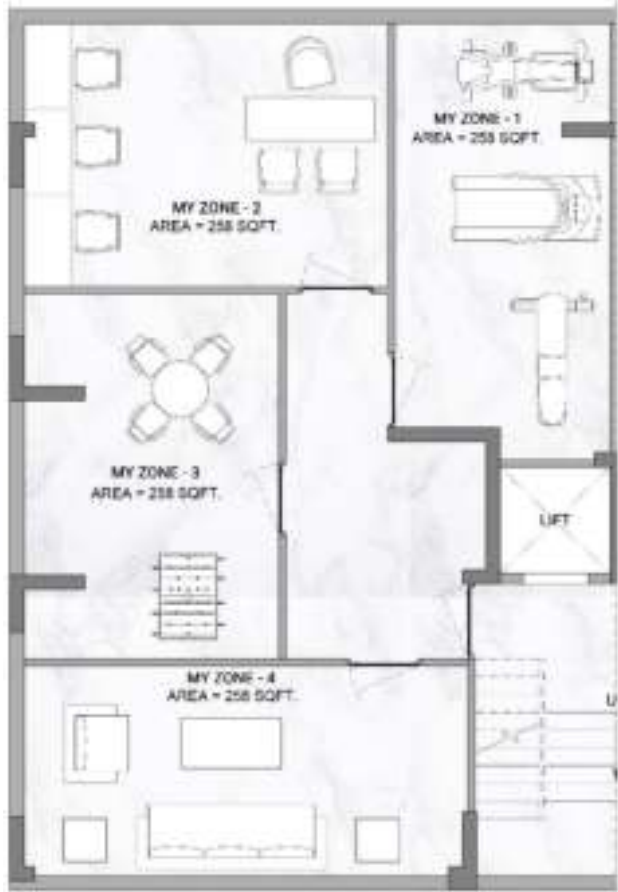 MY ZONE - 1
AREA = 258 SQFT.
MY ZONE - 2
AREA = 258 SQFT.
MY ZONE - 3
AREA = 258 SQFT.
LIFT
MY ZONE - 4
AREA = 258 SQFT.